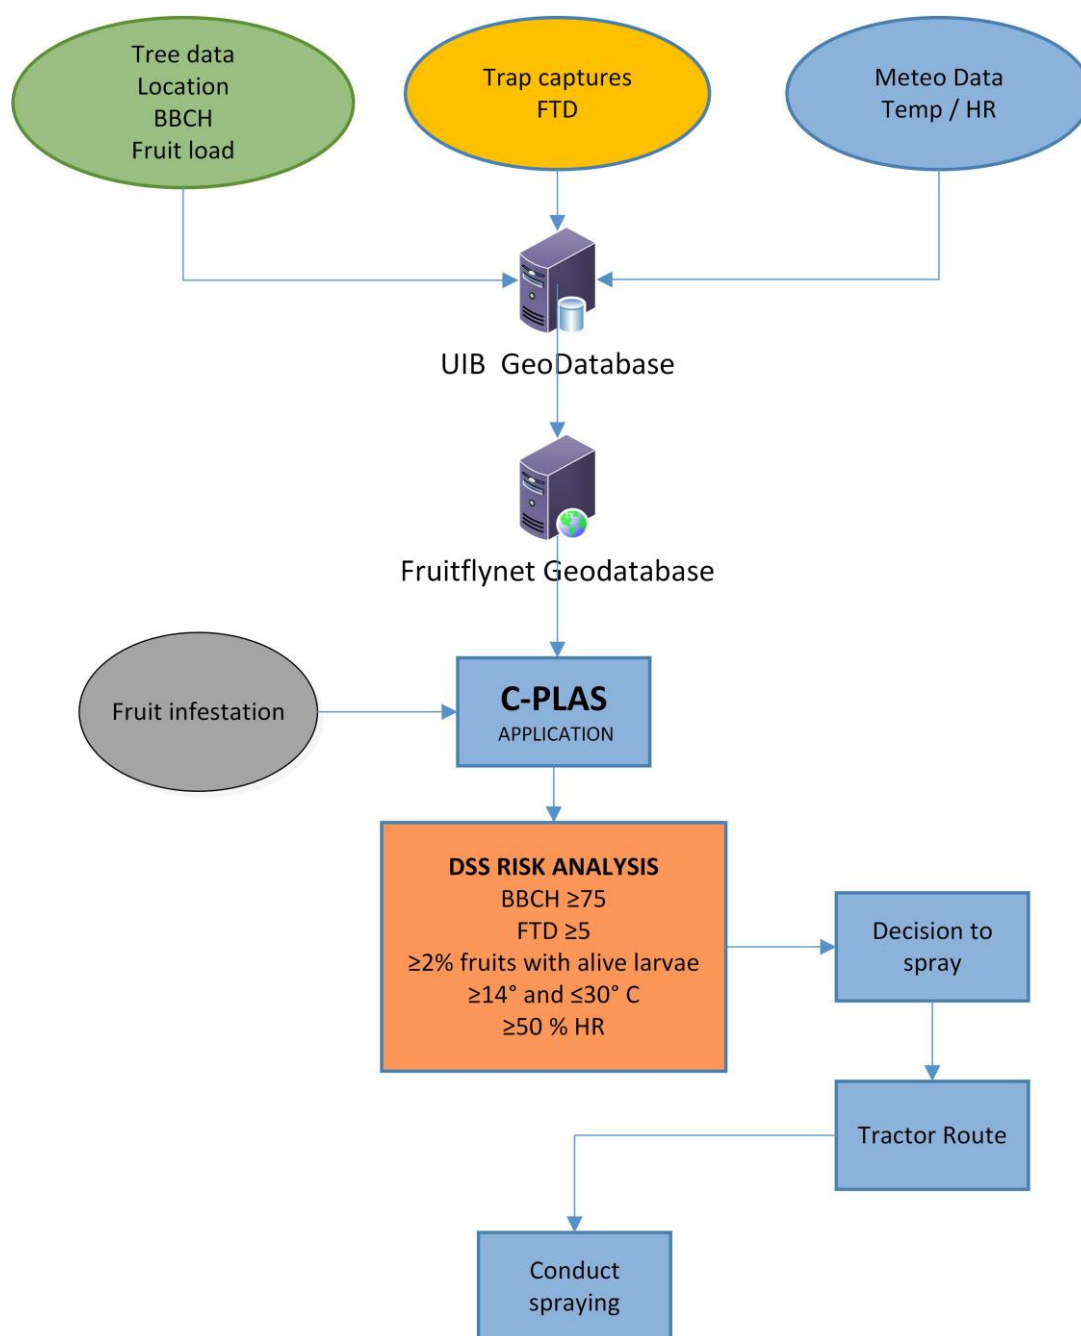 Tree data
Location
BBCH
Fruit load
Trap captures
FTD
Meteo Data
Temp / HR
UIB  GeoDatabase
Fruitflynet Geodatabase
Fruit infestation
C-PLAS
APPLICATION
DSS RISK ANALYSIS
BBCH ≥75
FTD ≥5
≥2% fruits with alive larvae
≥14° and ≤30° C
≥50 % HR
Decision to
spray
Tractor Route
Conduct
spraying